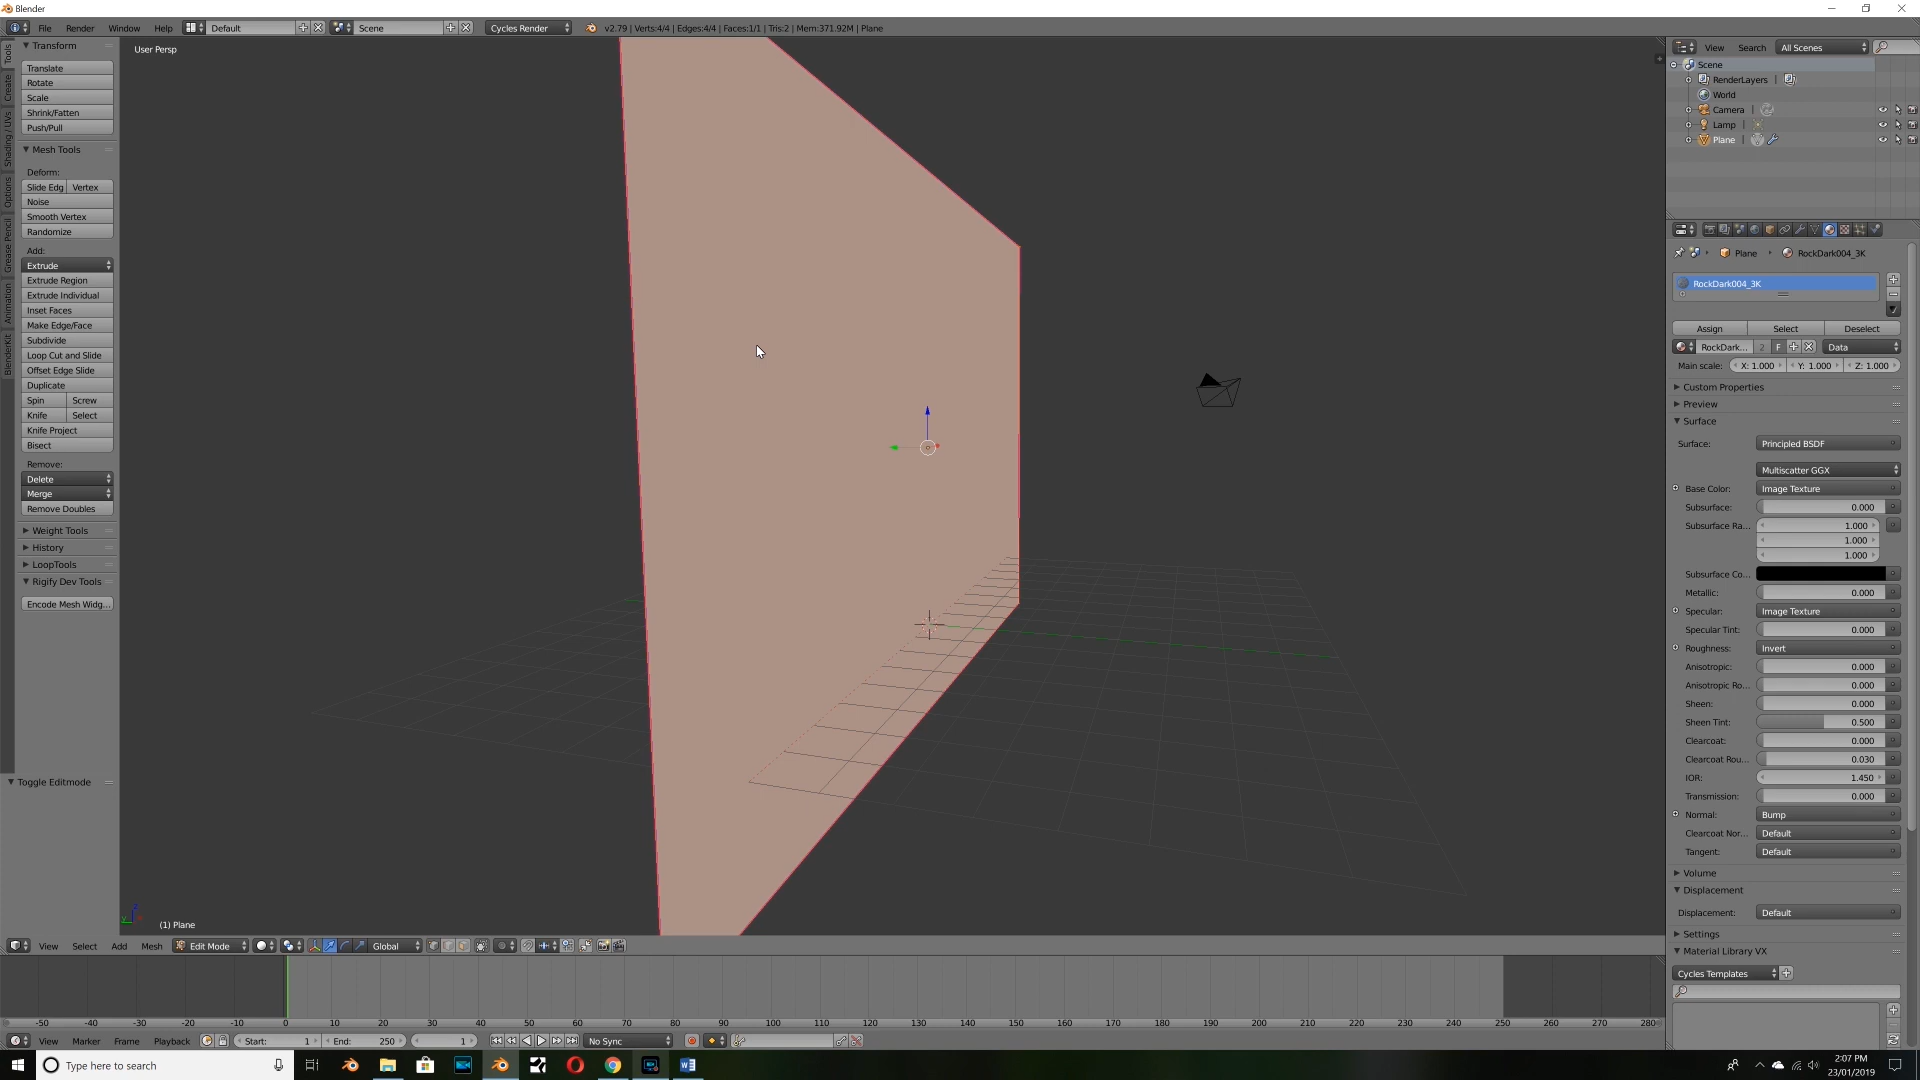 Blender
File Render Window Help Default Scene Cycles Render v2.79 | Verts:4/4 | Edges:4/4 | Faces:1/1 | Tris:2 | Mem:371.92M | Plane
Tools
Create
Shading / UVs
Options
Grease Pencil
Animation
BlenderKit
Transform
Translate
Rotate
Scale
Shrink/Fatten
Push/Pull
Mesh Tools
Deform:
Slide Edg Vertex
Noise
Smooth Vertex
Randomize
Add:
Extrude
Extrude Region
Extrude Individual
Inset Faces
Make Edge/Face
Subdivide
Loop Cut and Slide
Offset Edge Slide
Duplicate
Spin Screw
Knife Select
Knife Project
Bisect
Remove:
Delete
Merge
Remove Doubles
Weight Tools
History
LoopTools
Rigify Dev Tools
Encode Mesh Widg...
Toggle Editmode
User Persp
(1) Plane
View Search All Scenes
Scene
RenderLayers |
World
Camera |
Lamp |
Plane |
Plane RockDark004_3K
RockDark004_3K
Assign Select Deselect
RockDark... 2 F Data
Main scale: X: 1.000 Y: 1.000 Z: 1.000
Custom Properties
Preview
Surface
Surface: Principled BSDF
Multiscatter GGX
Base Color: Image Texture
Subsurface: 0.000
Subsurface Ra... 1.000
1.000
1.000
Subsurface Co...
Metallic: 0.000
Specular: Image Texture
Specular Tint: 0.000
Roughness: Invert
Anisotropic: 0.000
Anisotropic Ro... 0.000
Sheen: 0.000
Sheen Tint: 0.500
Clearcoat: 0.000
Clearcoat Rou... 0.030
IOR: 1.450
Transmission: 0.000
Normal: Bump
Clearcoat Nor... Default
Tangent: Default
Volume
Displacement
Displacement: Default
Settings
Material Library VX
Cycles Templates
View Select Add Mesh Edit Mode Global
-50 -40 -30 -20 -10 0 10 20 30 40 50 60 70 80 90 100 110 120 130 140 150 160 170 180 190 200 210 220 230 240 250 260 270 280
View Marker Frame Playback Start: 1 End: 250 1 No Sync
Type here to search
2:07 PM
23/01/2019